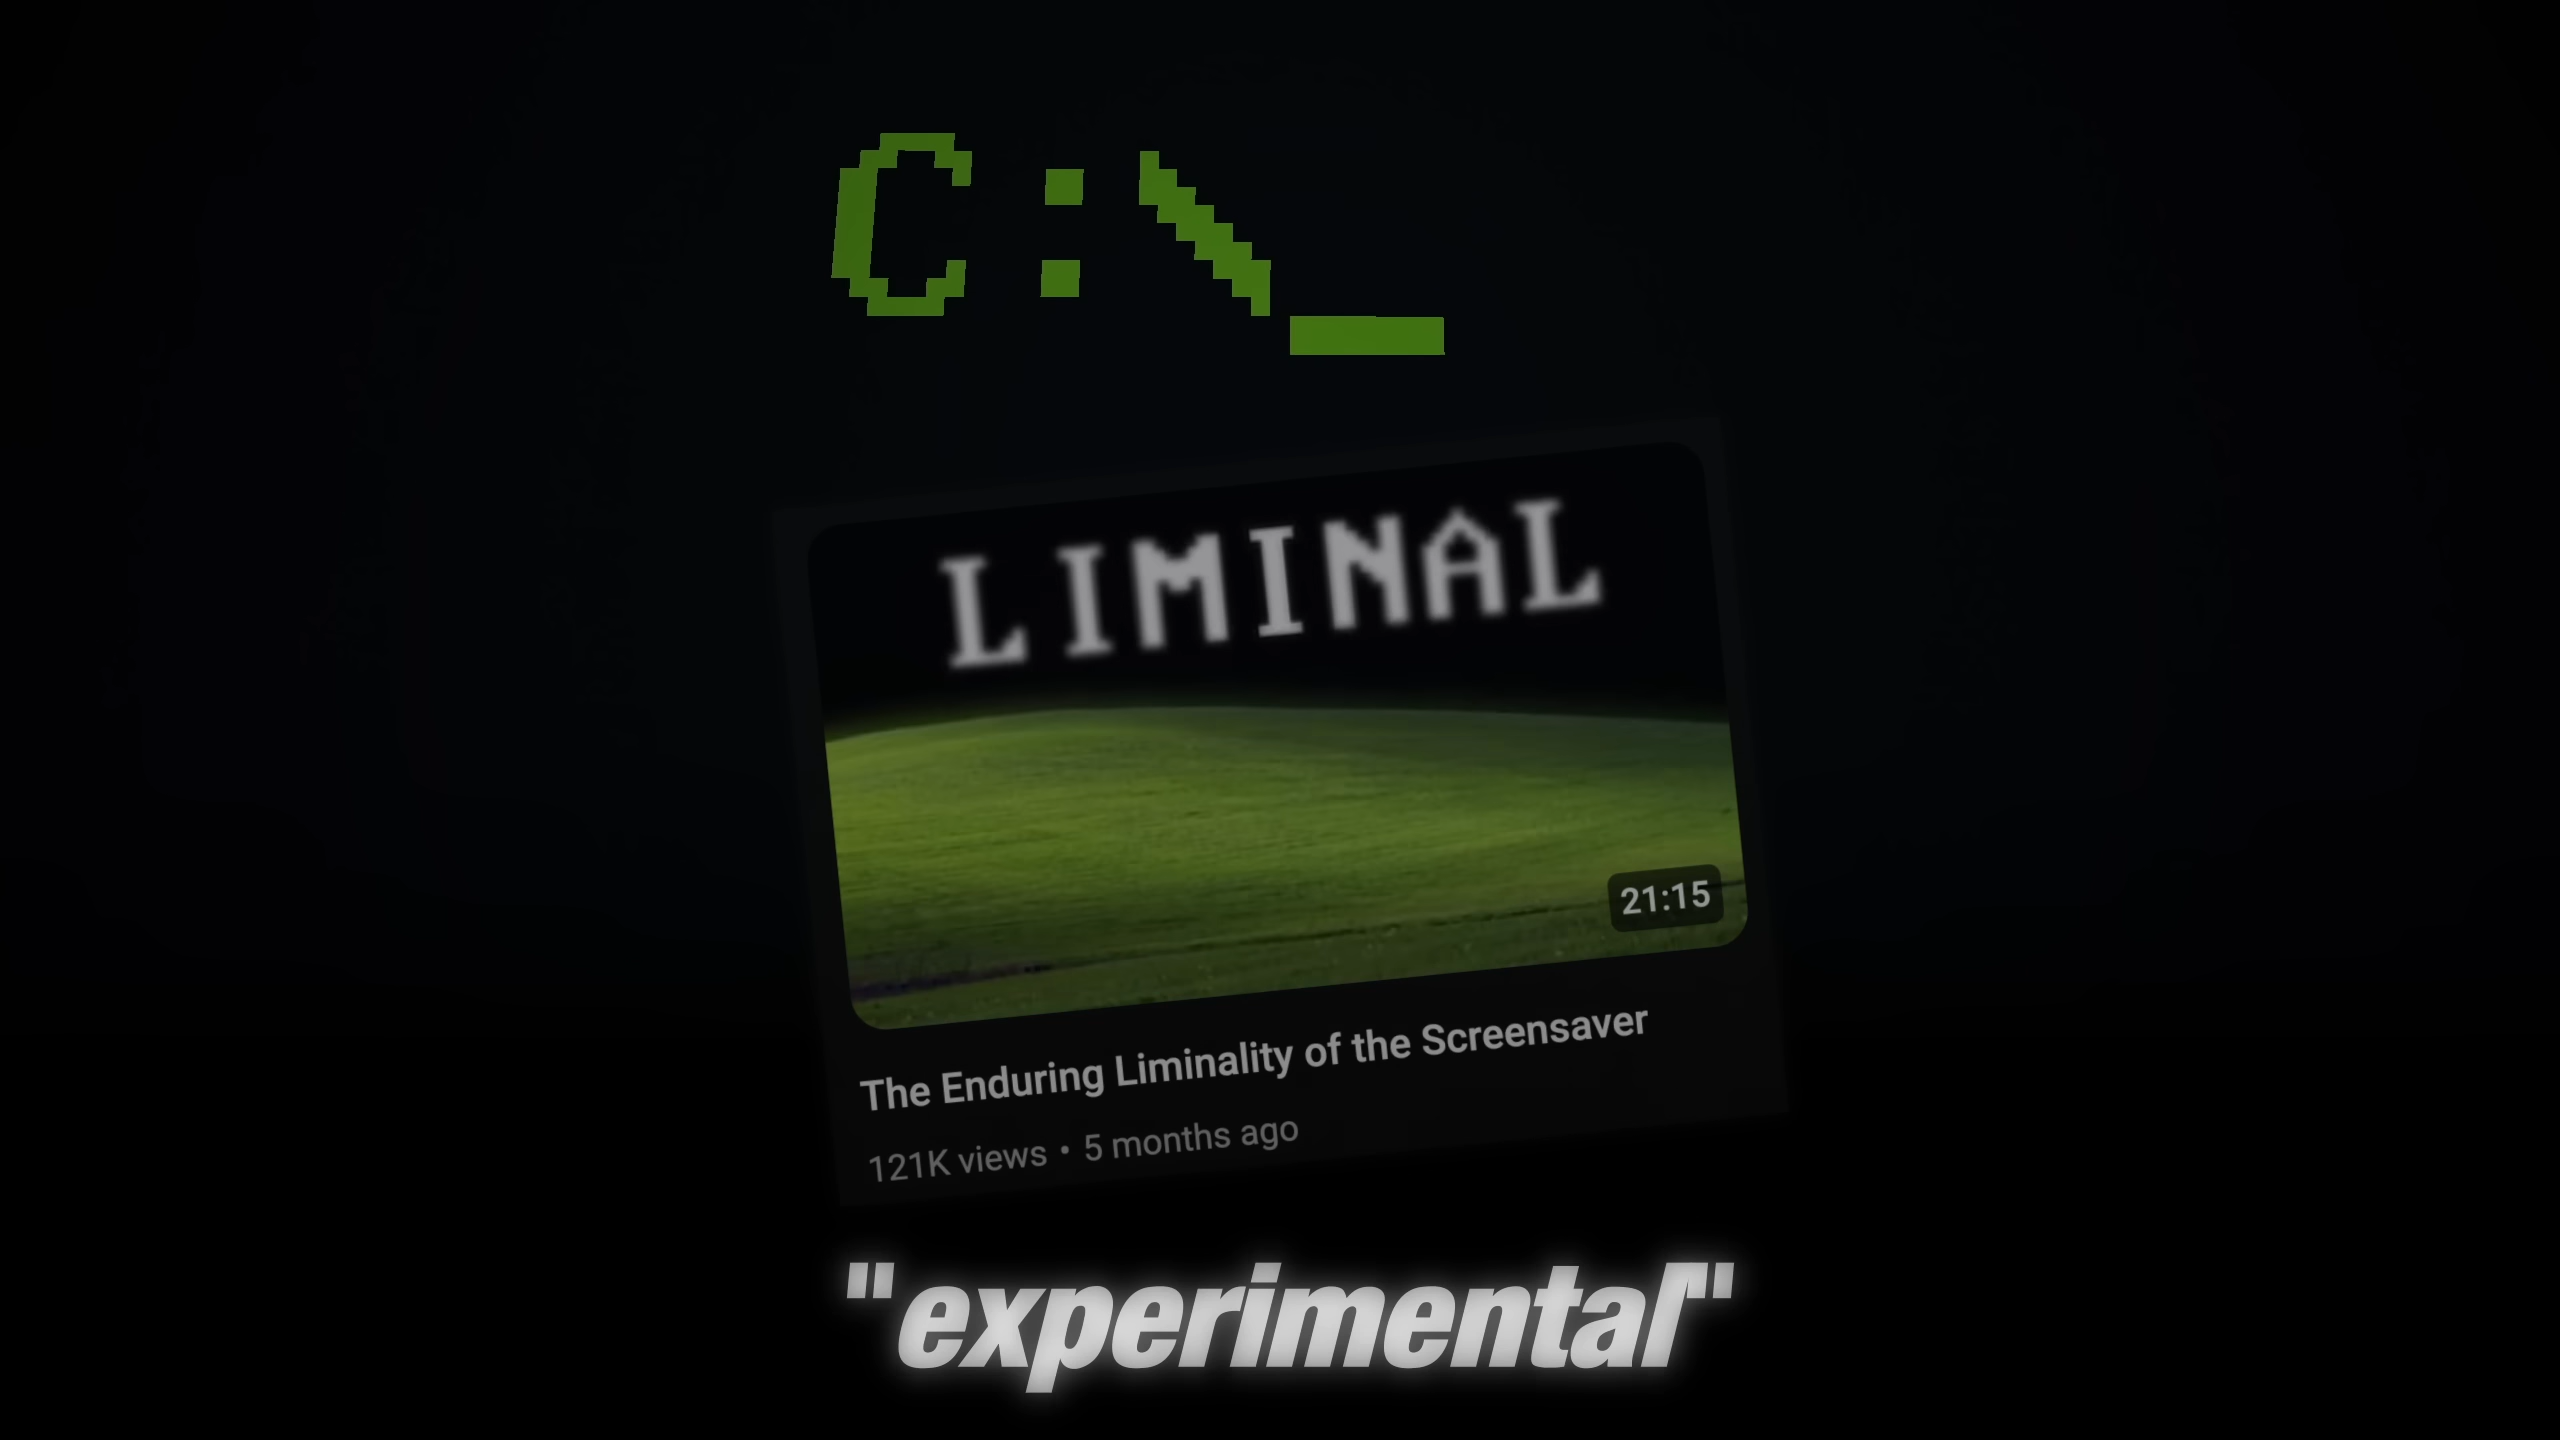 C:\_
LIMINAL
21:15
The Enduring Liminality of the Screensaver
121K views • 5 months ago
"experimental"